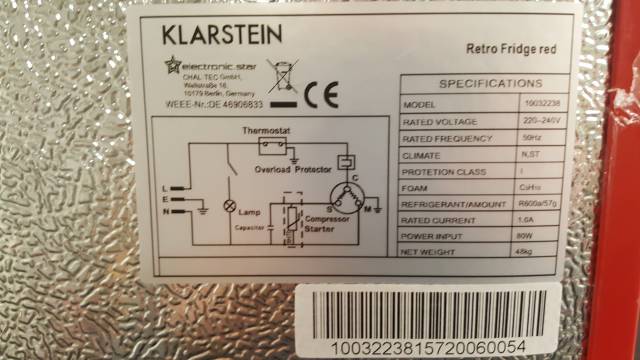 KLARSTEIN
electronic.star
CHAL-TEC GmbH,
Wallstraße 16,
10179 Berlin, Germany
WEEE-Nr.:DE 46906833
CE
Retro Fridge red
SPECIFICATIONS
MODEL 10032238
RATED VOLTAGE 220-240V
RATED FREQUENCY 50Hz
CLIMATE N,ST
PROTETION CLASS I
FOAM C₅H₁₀
REFRIGERANT/AMOUNT R600a/57g
RATED CURRENT 1.0A
POWER INPUT 80W
NET WEIGHT 48kg
Thermostat
Overload Protector
C
L
E
N
Lamp
S
M
Capacitor
Compressor
Starter
1003223815720060054